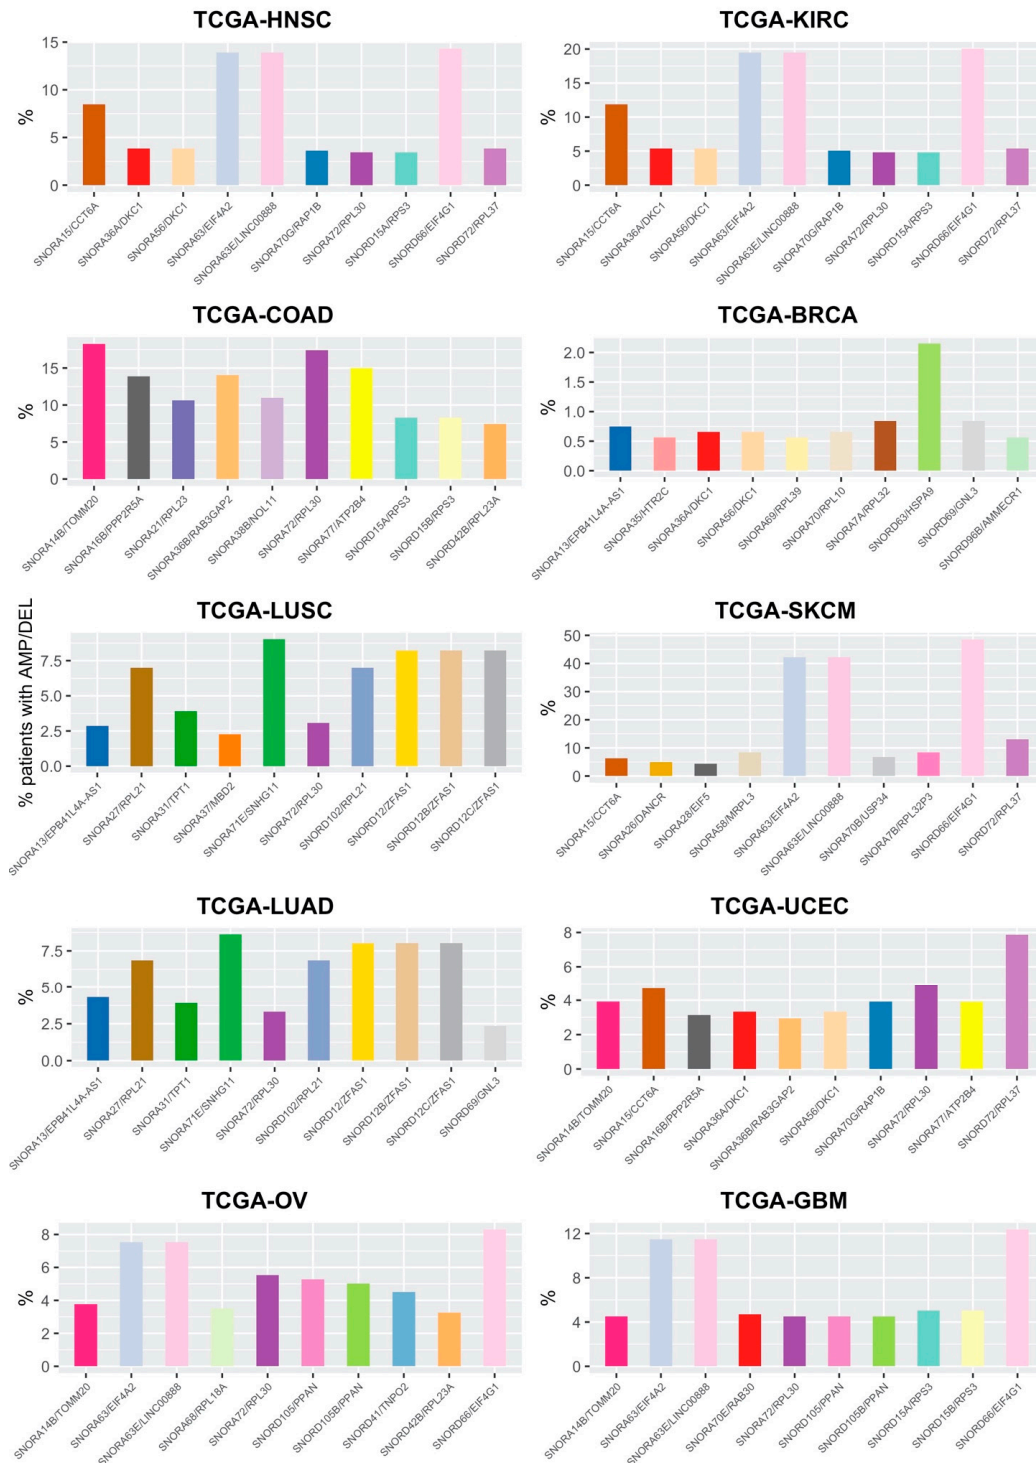 TCGA-HNSC
15
10
5
0
%
SNORA15/CCT6A
SNORA36A/DKC1
SNORA56/DKC1
SNORA63/EIF4A2
SNORA63E/LINC00888
SNORA70G/RAP1B
SNORA72/RPL30
SNORD15A/RPS3
SNORD66/EIF4G1
SNORD72/RPL37
TCGA-KIRC
20
15
10
5
0
%
SNORA15/CCT6A
SNORA36A/DKC1
SNORA56/DKC1
SNORA63/EIF4A2
SNORA63E/LINC00888
SNORA70G/RAP1B
SNORA72/RPL30
SNORD15A/RPS3
SNORD66/EIF4G1
SNORD72/RPL37
TCGA-COAD
15
10
5
0
%
SNORA14B/TOMM20
SNORA16B/PPP2R5A
SNORA21/RPL23
SNORA36B/RAB3GAP2
SNORA38B/NOL11
SNORA72/RPL30
SNORA77/ATP2B4
SNORD15A/RPS3
SNORD15B/RPS3
SNORD42B/RPL23A
TCGA-BRCA
2.0
1.5
1.0
0.5
0.0
%
SNORA13/EPB41L4A-AS1
SNORA35/HTR2C
SNORA36A/DKC1
SNORA56/DKC1
SNORA69/RPL39
SNORA70/RPL10
SNORA7A/RPL32
SNORD63/HSPA9
SNORD69/GNL3
SNORD96B/AMMECR1
TCGA-LUSC
7.5
5.0
2.5
0.0
% patients with AMP/DEL
SNORA13/EPB41L4A-AS1
SNORA27/RPL21
SNORA31/TPT1
SNORA37/MBD2
SNORA71E/SNHG11
SNORA72/RPL30
SNORD102/RPL21
SNORD12/ZFAS1
SNORD12B/ZFAS1
SNORD12C/ZFAS1
TCGA-SKCM
50
40
30
20
10
0
%
SNORA15/CCT6A
SNORA26/DANCR
SNORA28/EIF5
SNORA58/MRPL3
SNORA63/EIF4A2
SNORA63E/LINC00888
SNORA70B/USP34
SNORA7B/RPL32P3
SNORD66/EIF4G1
SNORD72/RPL37
TCGA-LUAD
7.5
5.0
2.5
0.0
%
SNORA13/EPB41L4A-AS1
SNORA27/RPL21
SNORA31/TPT1
SNORA71E/SNHG11
SNORA72/RPL30
SNORD102/RPL21
SNORD12/ZFAS1
SNORD12B/ZFAS1
SNORD12C/ZFAS1
SNORD69/GNL3
TCGA-UCEC
8
6
4
2
0
%
SNORA14B/TOMM20
SNORA15/CCT6A
SNORA16B/PPP2R5A
SNORA36A/DKC1
SNORA36B/RAB3GAP2
SNORA56/DKC1
SNORA70G/RAP1B
SNORA72/RPL30
SNORA77/ATP2B4
SNORD72/RPL37
TCGA-OV
8
6
4
2
0
%
SNORA14B/TOMM20
SNORA63/EIF4A2
SNORA63E/LINC00888
SNORA68/RPL18A
SNORA72/RPL30
SNORD105/PPAN
SNORD105B/PPAN
SNORD41/TNPO2
SNORD42B/RPL23A
SNORD66/EIF4G1
TCGA-GBM
12
8
4
0
%
SNORA14B/TOMM20
SNORA63/EIF4A2
SNORA63E/LINC00888
SNORA70E/RAB30
SNORA72/RPL30
SNORD105/PPAN
SNORD105B/PPAN
SNORD15A/RPS3
SNORD15B/RPS3
SNORD66/EIF4G1